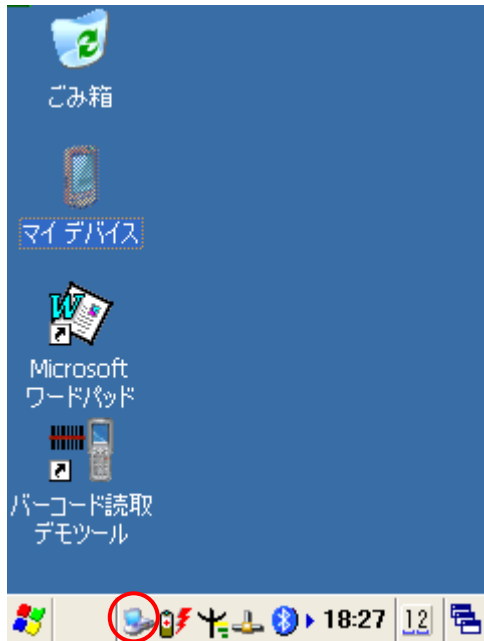 ごみ箱
マイ デバイス
Microsoft
ワードパッド
バーコード読取
デモツール
18:27
12